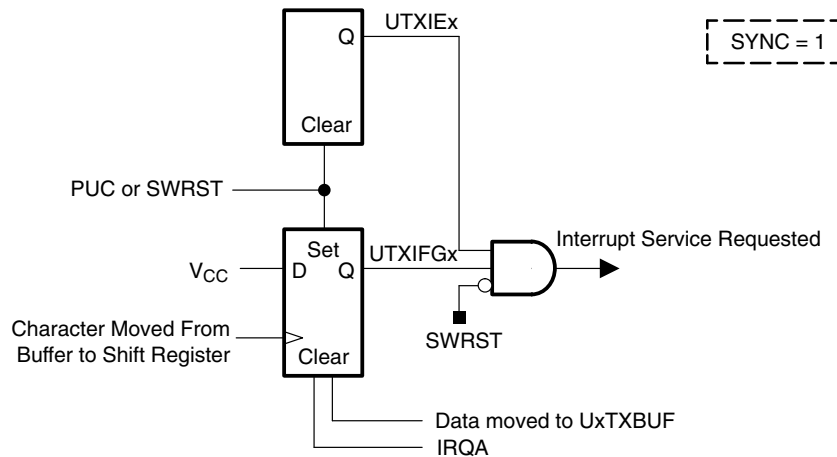 UTXIEx
SYNC = 1
Q
Clear
PUC or SWRST
Set
UTXIFGx
Interrupt Service Requested
VCC
D
Q
Character Moved From
Buffer to Shift Register
SWRST
Clear
Data moved to UxTXBUF
IRQA